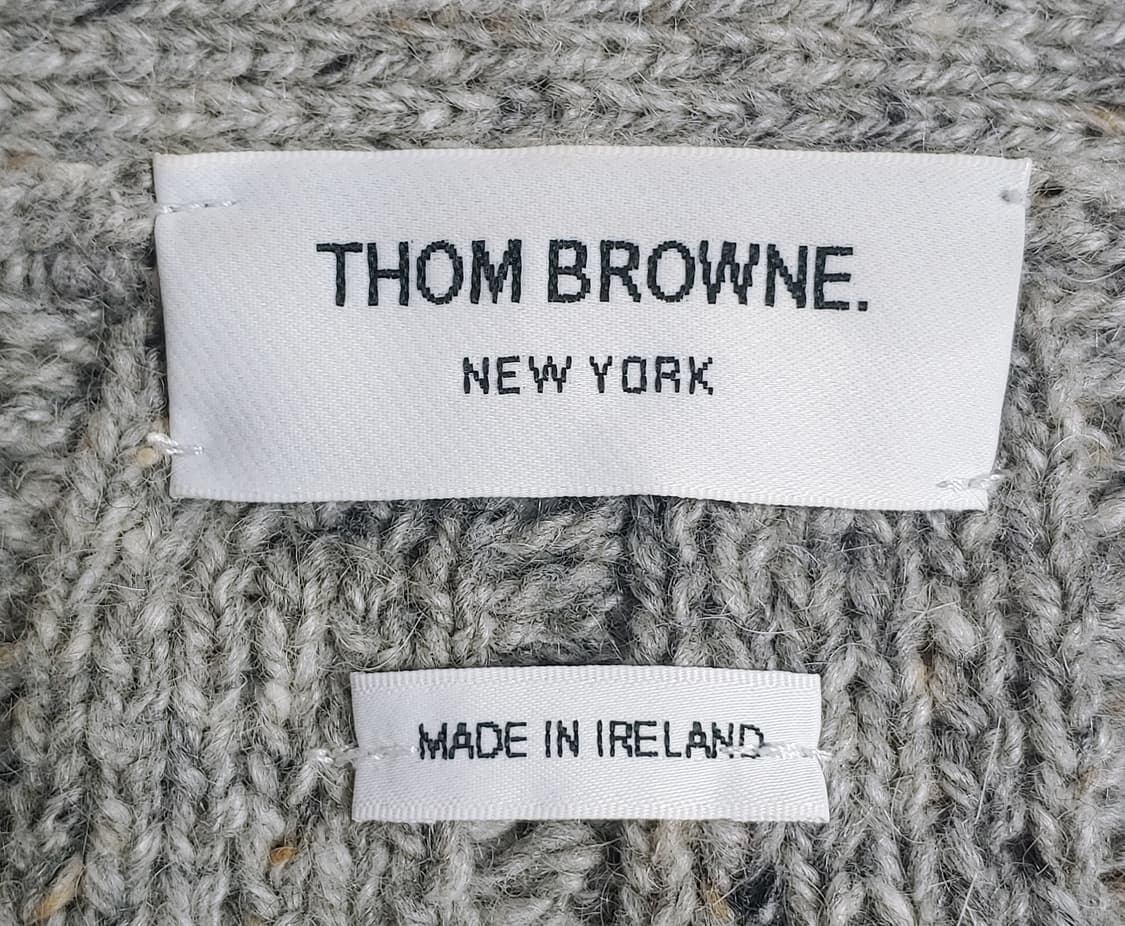 THOM BROWNE.
NEW YORK
MADE IN IRELAND